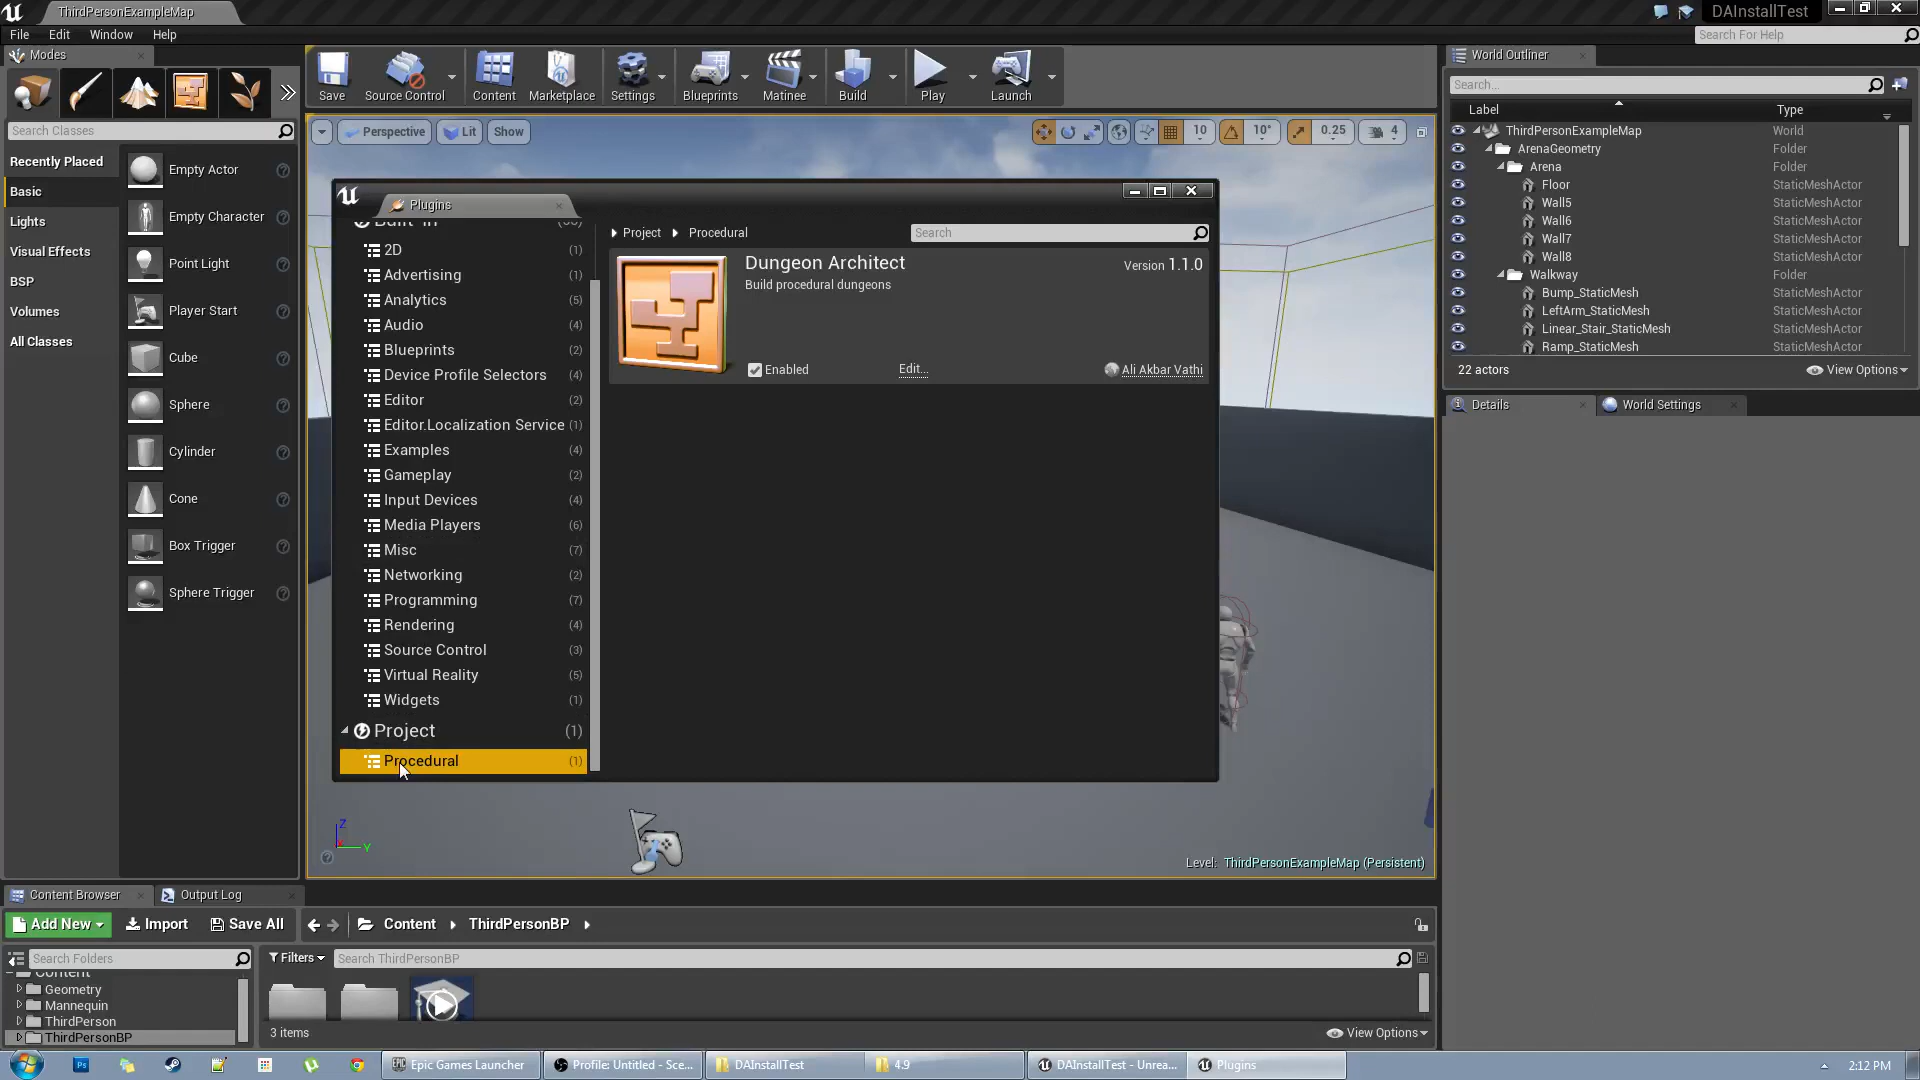 ThirdPersonExampleMap
DAInstallTest
File
Edit
Window
Help
Search For Help
Modes
Save
Source Control
Content
Marketplace
Settings
Blueprints
Matinee
Build
Play
Launch
World Outliner
Search...
Label
Type
ThirdPersonExampleMap World
ArenaGeometry Folder
Arena Folder
Floor StaticMeshActor
Wall5 StaticMeshActor
Wall6 StaticMeshActor
Wall7 StaticMeshActor
Wall8 StaticMeshActor
Walkway Folder
Bump_StaticMesh StaticMeshActor
LeftArm_StaticMesh StaticMeshActor
Linear_Stair_StaticMesh StaticMeshActor
Ramp_StaticMesh StaticMeshActor
22 actors
View Options
Details
World Settings
Search Classes
Recently Placed
Basic
Lights
Visual Effects
BSP
Volumes
All Classes
Empty Actor
Empty Character
Point Light
Player Start
Cube
Sphere
Cylinder
Cone
Box Trigger
Sphere Trigger
Perspective
Lit
Show
10
10°
0.25
4
Plugins
2D (1)
Advertising (1)
Analytics (5)
Audio (4)
Blueprints (2)
Device Profile Selectors (4)
Editor (2)
Editor.Localization Service (1)
Examples (4)
Gameplay (2)
Input Devices (4)
Media Players (6)
Misc (7)
Networking (2)
Programming (7)
Rendering (4)
Source Control (3)
Virtual Reality (5)
Widgets (1)
Project (1)
Procedural (1)
Project
Procedural
Search
Dungeon Architect
Version 1.1.0
Build procedural dungeons
Enabled
Edit...
Ali Akbar Vathi
Z
Y
Level: ThirdPersonExampleMap (Persistent)
Content Browser
Output Log
Add New
Import
Save All
Content
ThirdPersonBP
Search Folders
Content
Geometry
Mannequin
ThirdPerson
ThirdPersonBP
Filters
Search ThirdPersonBP
3 items
View Options
Ps
Epic Games Launcher
Profile: Untitled - Sce...
DAInstallTest
4.9
DAInstallTest - Unrea...
Plugins
2:12 PM